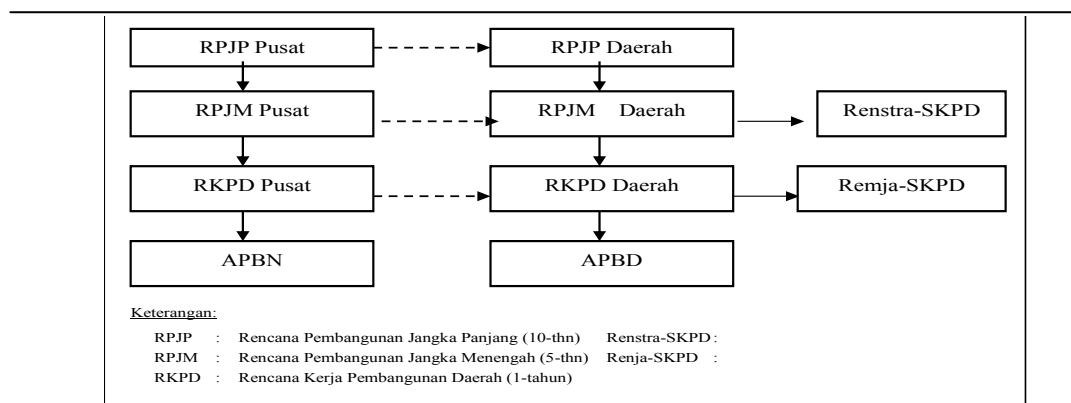 RPJP Pusat
RPJP Daerah
RPJM Pusat
RPJM Daerah
Renstra-SKPD
RKPD Pusat
RKPD Daerah
Remja-SKPD
APBN
APBD
Keterangan:
RPJP : Rencana Pembangunan Jangka Panjang (10-thn) Renstra-SKPD :
RPJM : Rencana Pembangunan Jangka Menengah (5-thn) Renja-SKPD :
RKPD : Rencana Kerja Pembangunan Daerah (1-tahun)